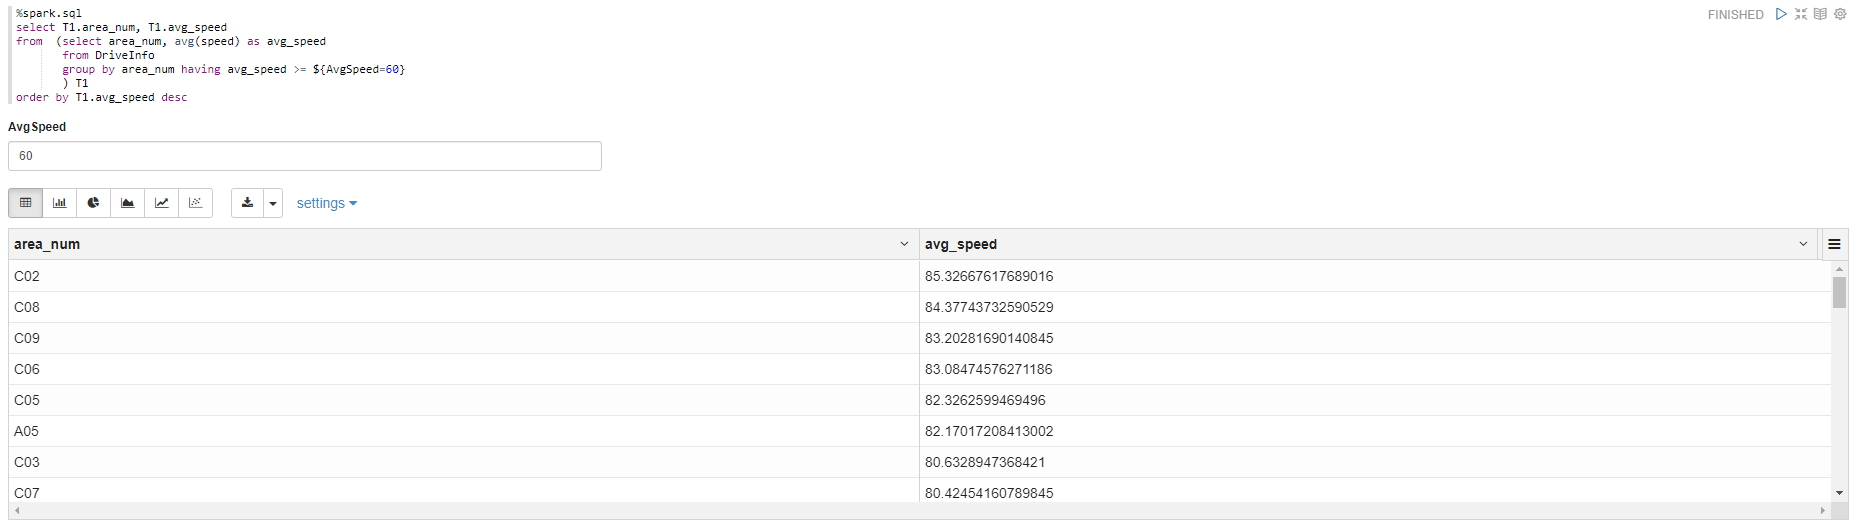 %spark.sql
FINISHED
select T1.area_num, T1.avg_speed
from  (select area_num, avg(speed) as avg_speed
       from DriveInfo
       group by area_num having avg_speed >= ${AvgSpeed=60}
       ) T1
order by T1.avg_speed desc
AvgSpeed
60
settings
area_num avg_speed
C02 85.32667617689016
C08 84.37743732590529
C09 83.20281690140845
C06 83.08474576271186
C05 82.3262599469496
A05 82.17017208413002
C03 80.6328947368421
C07 80.42454160789845